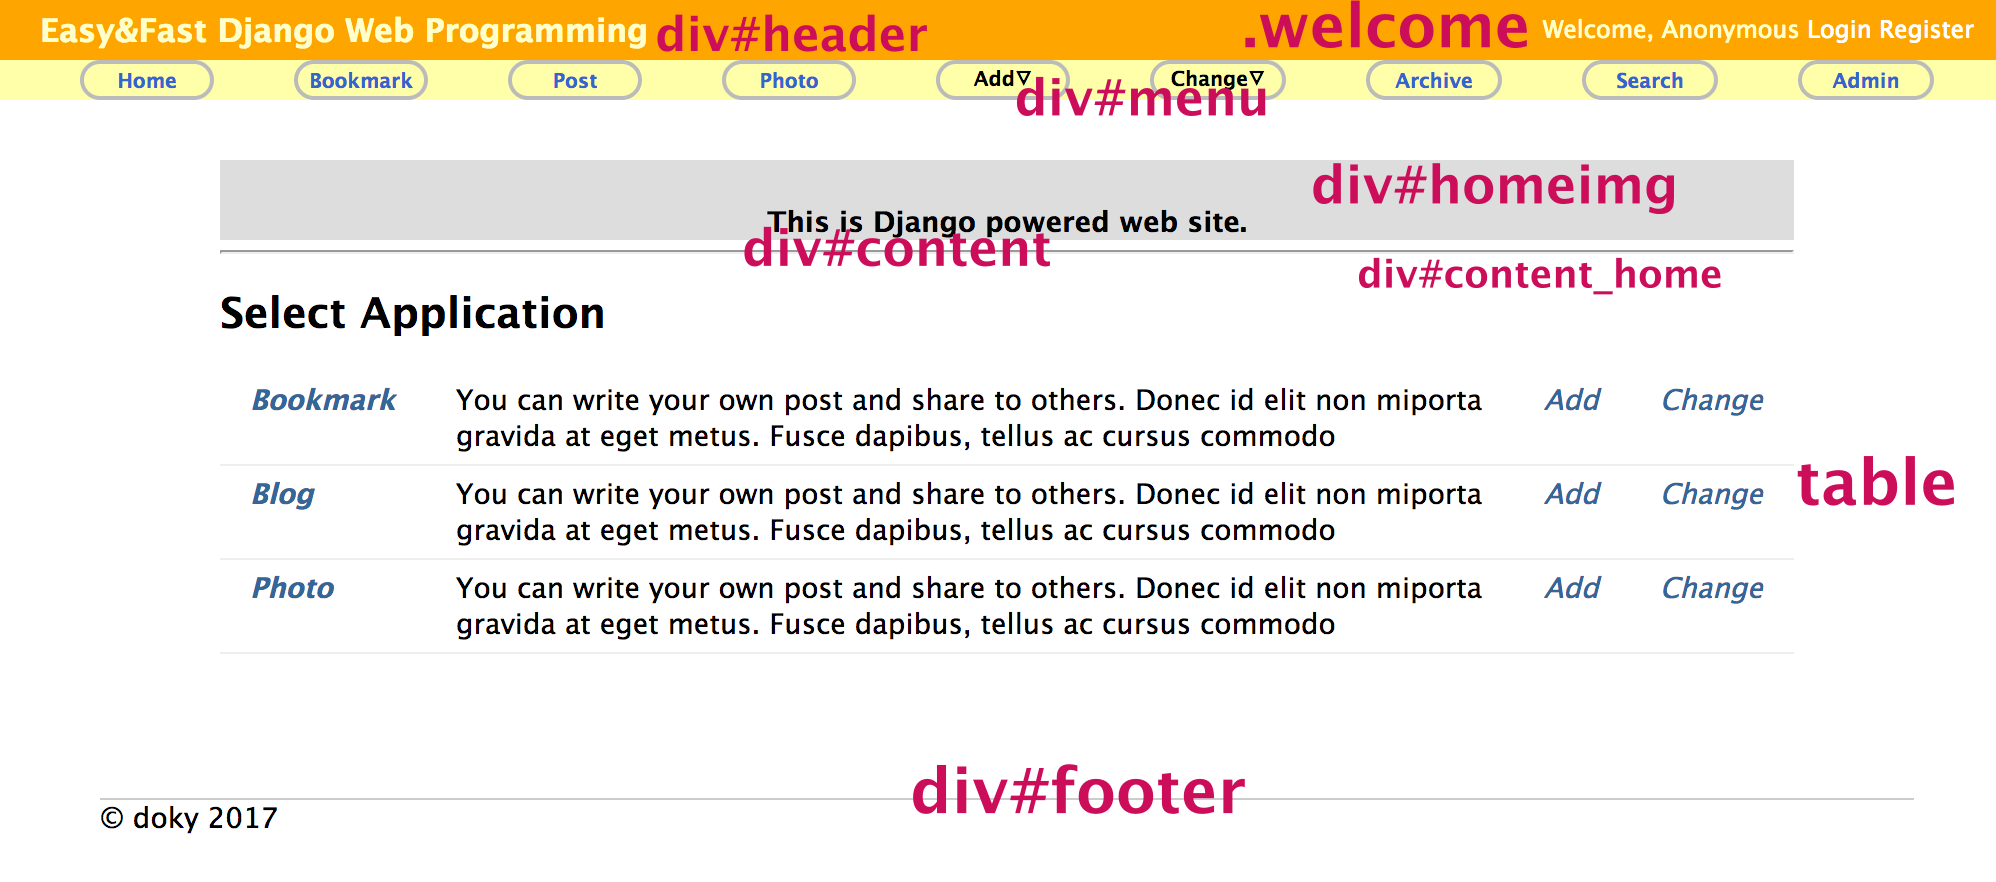 Easy&Fast Django Web Programming div#header .welcome Welcome, Anonymous Login Register
Home Bookmark Post Photo Add∇ Change∇ Archive Search Admin
div#menu
div#homeimg
This is Django powered web site.
div#content
div#content_home
Select Application
Bookmark You can write your own post and share to others. Donec id elit non miporta Add Change
gravida at eget metus. Fusce dapibus, tellus ac cursus commodo
table
Blog You can write your own post and share to others. Donec id elit non miporta Add Change
gravida at eget metus. Fusce dapibus, tellus ac cursus commodo
Photo You can write your own post and share to others. Donec id elit non miporta Add Change
gravida at eget metus. Fusce dapibus, tellus ac cursus commodo
div#footer
© doky 2017